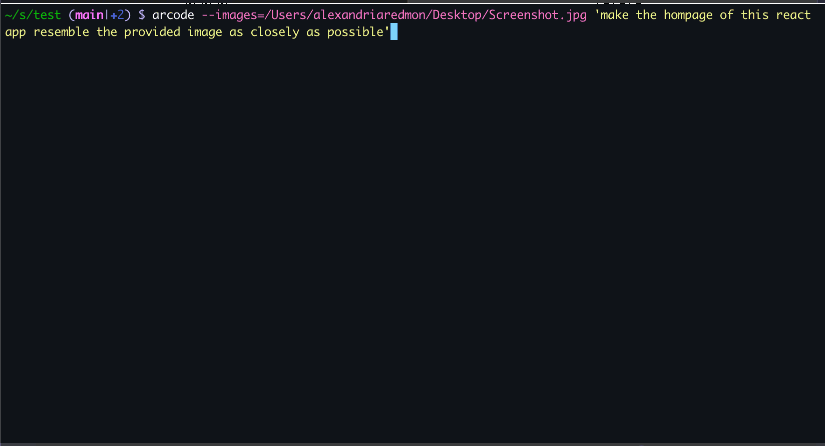 ~/s/test (main|+2) $ arcode --images=/Users/alexandriaredmon/Desktop/Screenshot.jpg 'make the hompage of this react
app resemble the provided image as closely as possible'